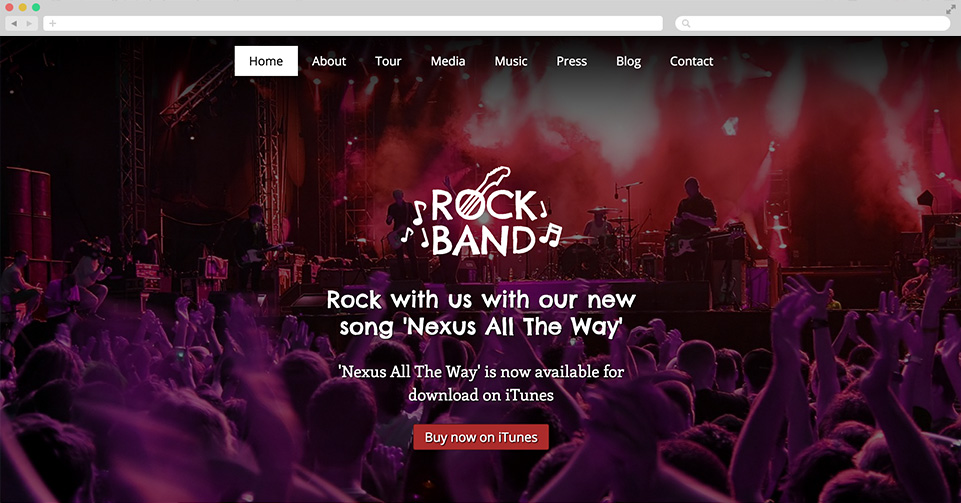 Home About Tour Media Music Press Blog Contact
ROCK
BAND
Rock with us with our new
song 'Nexus All The Way'
'Nexus All The Way' is now available for
download on iTunes
Buy now on iTunes